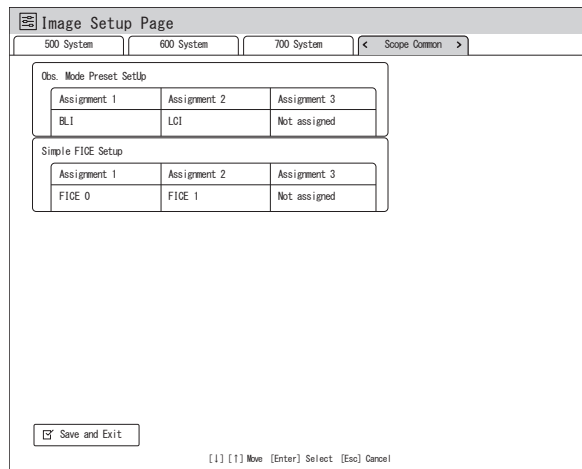 Image Setup Page
500 System 600 System 700 System < Scope Common >
Obs. Mode Preset SetUp
Assignment 1 Assignment 2 Assignment 3
BLI LCI Not assigned
Simple FICE Setup
Assignment 1 Assignment 2 Assignment 3
FICE 0 FICE 1 Not assigned
Save and Exit
[↓] [↑] Move [Enter] Select [Esc] Cancel